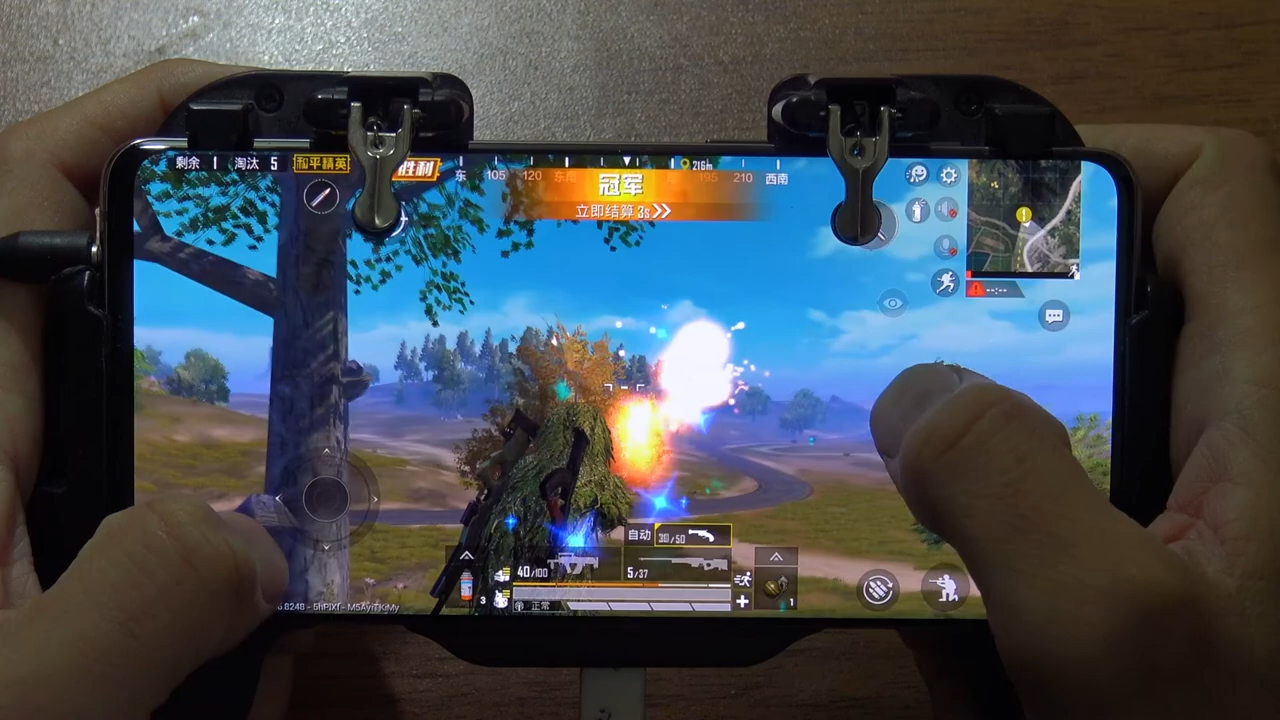 剩余 1 淘汰 5 和平精英
胜利
东 105 120 东南 195 210 西南
216m
冠军
立即结算 3s
自动 30/50
40/100
5/37
3
1
正常